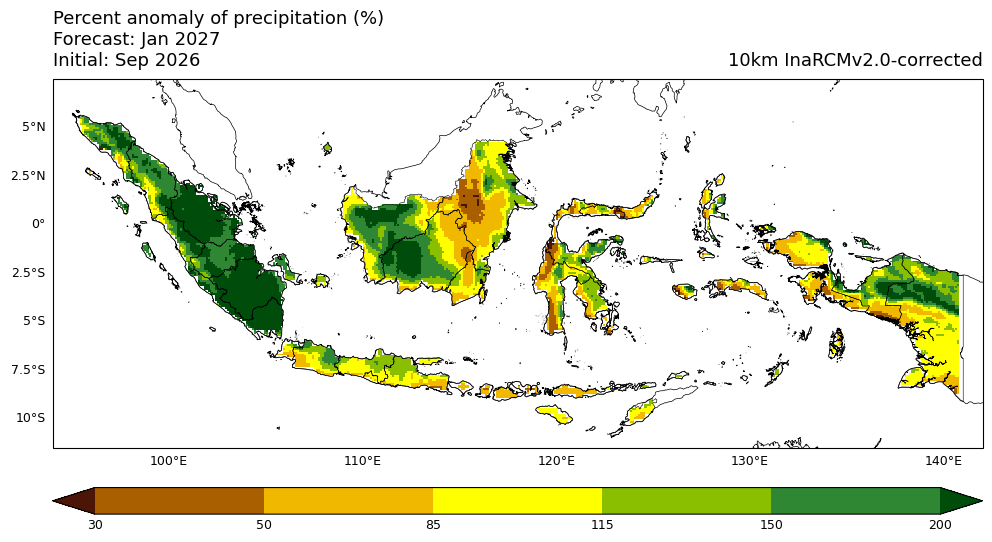 Percent anomaly of precipitation (%)
Forecast: Jan 2027
Initial: Sep 2026
10km InaRCMv2.0-corrected
5°N
2.5°N
0°
2.5°S
5°S
7.5°S
10°S
100°E
110°E
120°E
130°E
140°E
30
50
85
115
150
200